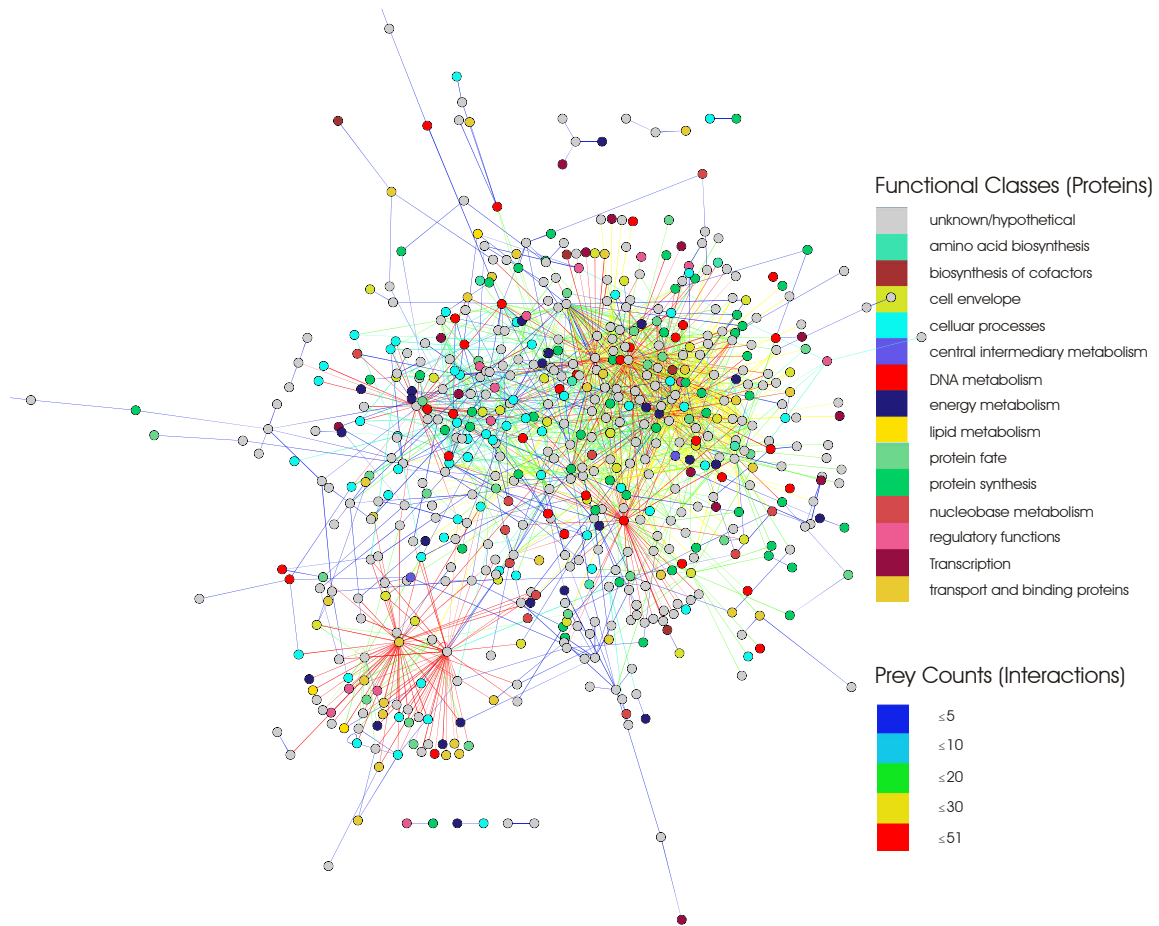 Functional Classes (Proteins)
unknown/hypothetical
amino acid biosynthesis
biosynthesis of cofactors
cell envelope
celluar processes
central intermediary metabolism
DNA metabolism
energy metabolism
lipid metabolism
protein fate
protein synthesis
nucleobase metabolism
regulatory functions
Transcription
transport and binding proteins
Prey Counts (Interactions)
≤5
≤10
≤20
≤30
≤51